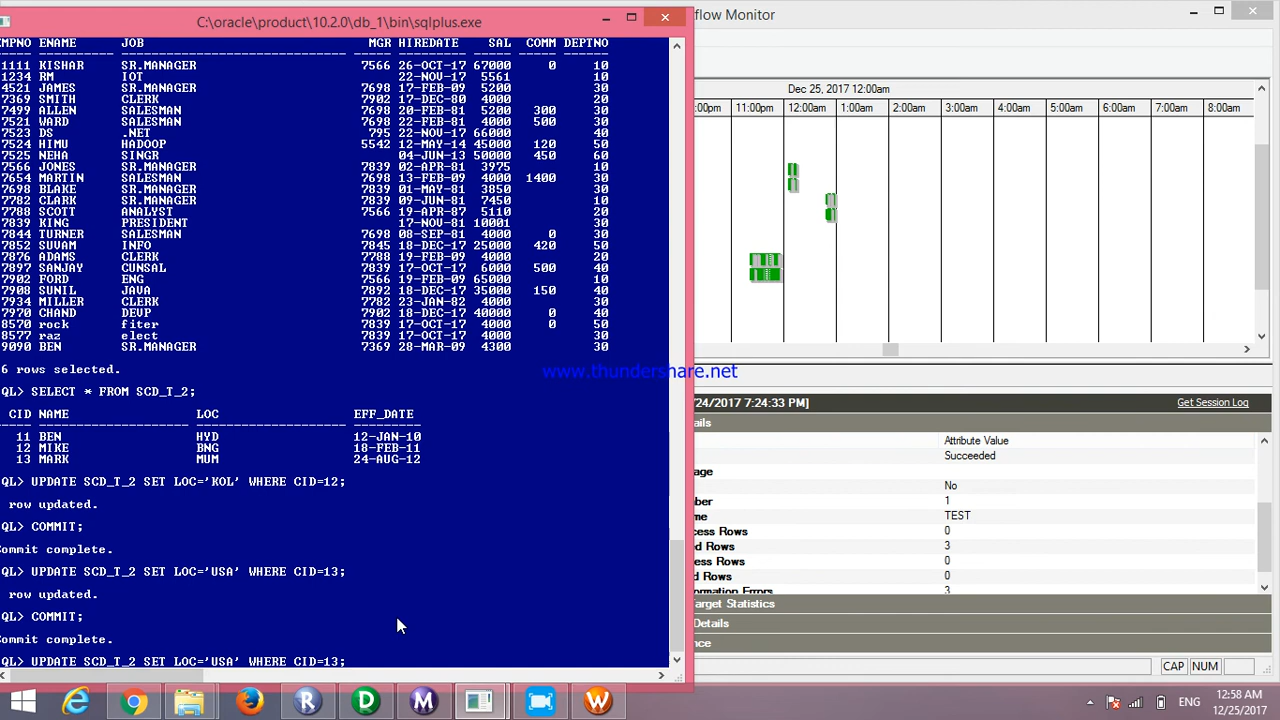 C:\oracle\product\10.2.0\db_1\bin\sqlplus.exe
EMPNO ENAME JOB MGR HIREDATE SAL COMM DEPTNO
1111 KISHAR SR.MANAGER 7566 26-OCT-17 67000 0 10
1234 RM IOT 22-NOV-17 5561 10
4521 JAMES SR.MANAGER 7698 17-FEB-09 5200 30
7369 SMITH CLERK 7902 17-DEC-80 4000 20
7499 ALLEN SALESMAN 7698 20-FEB-81 5200 300 30
7521 WARD SALESMAN 7698 22-FEB-81 4000 500 30
7523 DS .NET 795 22-NOV-17 66000 40
7524 HIMU HADOOP 5542 12-MAY-14 45000 120 50
7525 NEHA SINGR 04-JUN-13 50000 450 60
7566 JONES SR.MANAGER 7839 02-APR-81 3975 10
7654 MARTIN SALESMAN 7698 13-FEB-09 4000 1400 30
7698 BLAKE SR.MANAGER 7839 01-MAY-81 3850 30
7782 CLARK SR.MANAGER 7839 09-JUN-81 7450 10
7788 SCOTT ANALYST 7566 19-APR-87 5110 20
7839 KING PRESIDENT 17-NOV-81 10001 30
7844 TURNER SALESMAN 7698 08-SEP-81 4000 0 30
7852 SUVAM INFO 7845 18-DEC-17 25000 420 50
7876 ADAMS CLERK 7788 19-FEB-09 4000 20
7897 SANJAY CUNSAL 7839 17-OCT-17 6000 500 40
7902 FORD ENG 7566 19-FEB-09 65000 20
7908 SUNIL JAVA 7892 18-DEC-17 35000 150 40
7934 MILLER CLERK 7782 23-JAN-82 4000 30
7970 CHAND DEVP 7902 18-DEC-17 40000 0 40
8570 rock fiter 7839 17-OCT-17 4000 0 50
8577 raz elect 7839 17-OCT-17 4000 30
9090 BEN SR.MANAGER 7369 28-MAR-09 4300 30
6 rows selected.
QL> SELECT * FROM SCD_T_2;
CID NAME LOC EFF_DATE
11 BEN HYD 12-JAN-10
12 MIKE BNG 18-FEB-11
13 MARK MUM 24-AUG-12
QL> UPDATE SCD_T_2 SET LOC='KOL' WHERE CID=12;
row updated.
QL> COMMIT;
Commit complete.
QL> UPDATE SCD_T_2 SET LOC='USA' WHERE CID=13;
row updated.
QL> COMMIT;
Commit complete.
QL> UPDATE SCD_T_2 SET LOC='USA' WHERE CID=13;
flow Monitor
Dec 25, 2017 12:00am
:00pm 11:00pm 12:00am 1:00am 2:00am 3:00am 4:00am 5:00am 6:00am 7:00am 8:00am
www.thundershare.net
/24/2017 7:24:33 PM]
Get Session Log
ails
Attribute Value
Succeeded
age
No
mber 1
me TEST
cess Rows 0
ed Rows 3
ess Rows 0
ed Rows 0
formation Errors 3
Target Statistics
Details
nce
CAP NUM
ENG
12:58 AM
12/25/2017